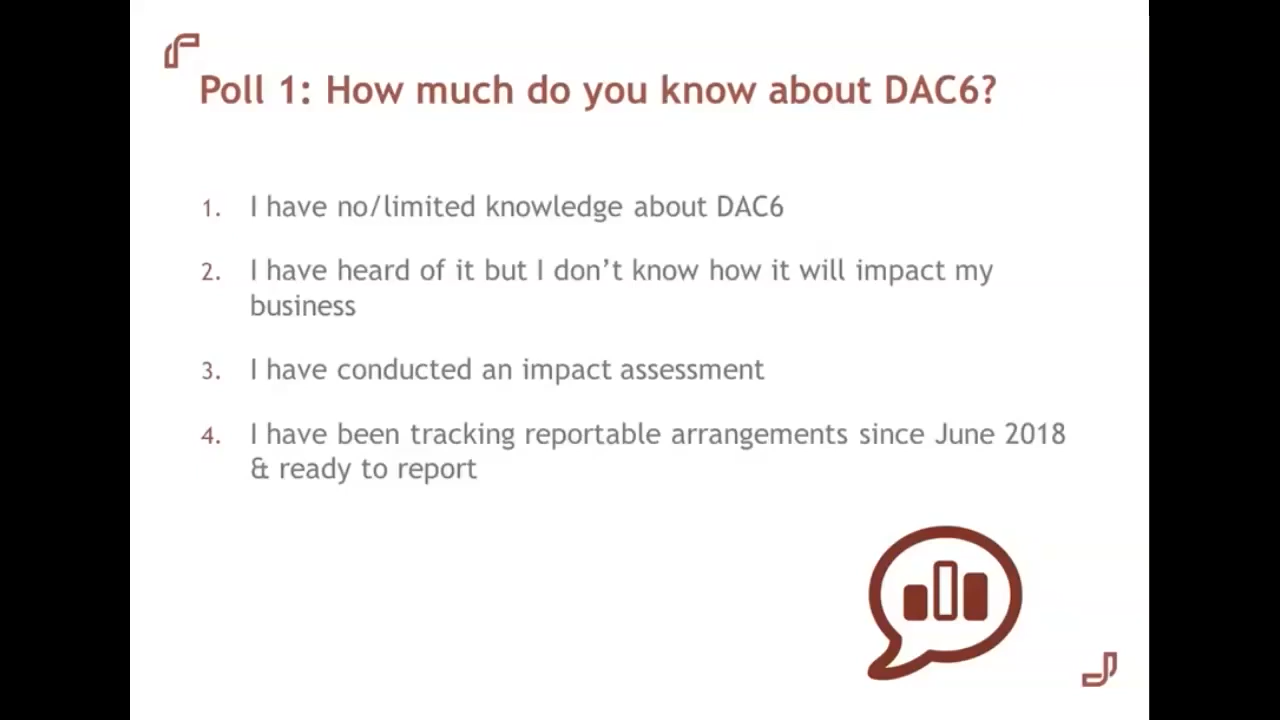 Poll 1: How much do you know about DAC6?
1. I have no/limited knowledge about DAC6
2. I have heard of it but I don’t know how it will impact my
business
3. I have conducted an impact assessment
4. I have been tracking reportable arrangements since June 2018
& ready to report